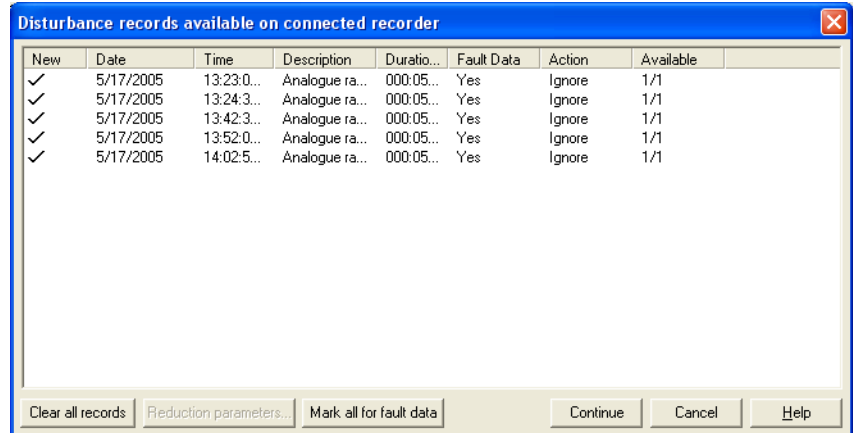 Disturbance records available on connected recorder
New Date Time Description Duratio... Fault Data Action Available
5/17/2005 13:23:0... Analogue ra... 000:05... Yes Ignore 1/1
5/17/2005 13:24:3... Analogue ra... 000:05... Yes Ignore 1/1
5/17/2005 13:42:3... Analogue ra... 000:05... Yes Ignore 1/1
5/17/2005 13:52:0... Analogue ra... 000:05... Yes Ignore 1/1
5/17/2005 14:02:5... Analogue ra... 000:05... Yes Ignore 1/1
Clear all records Reduction parameters... Mark all for fault data Continue Cancel Help